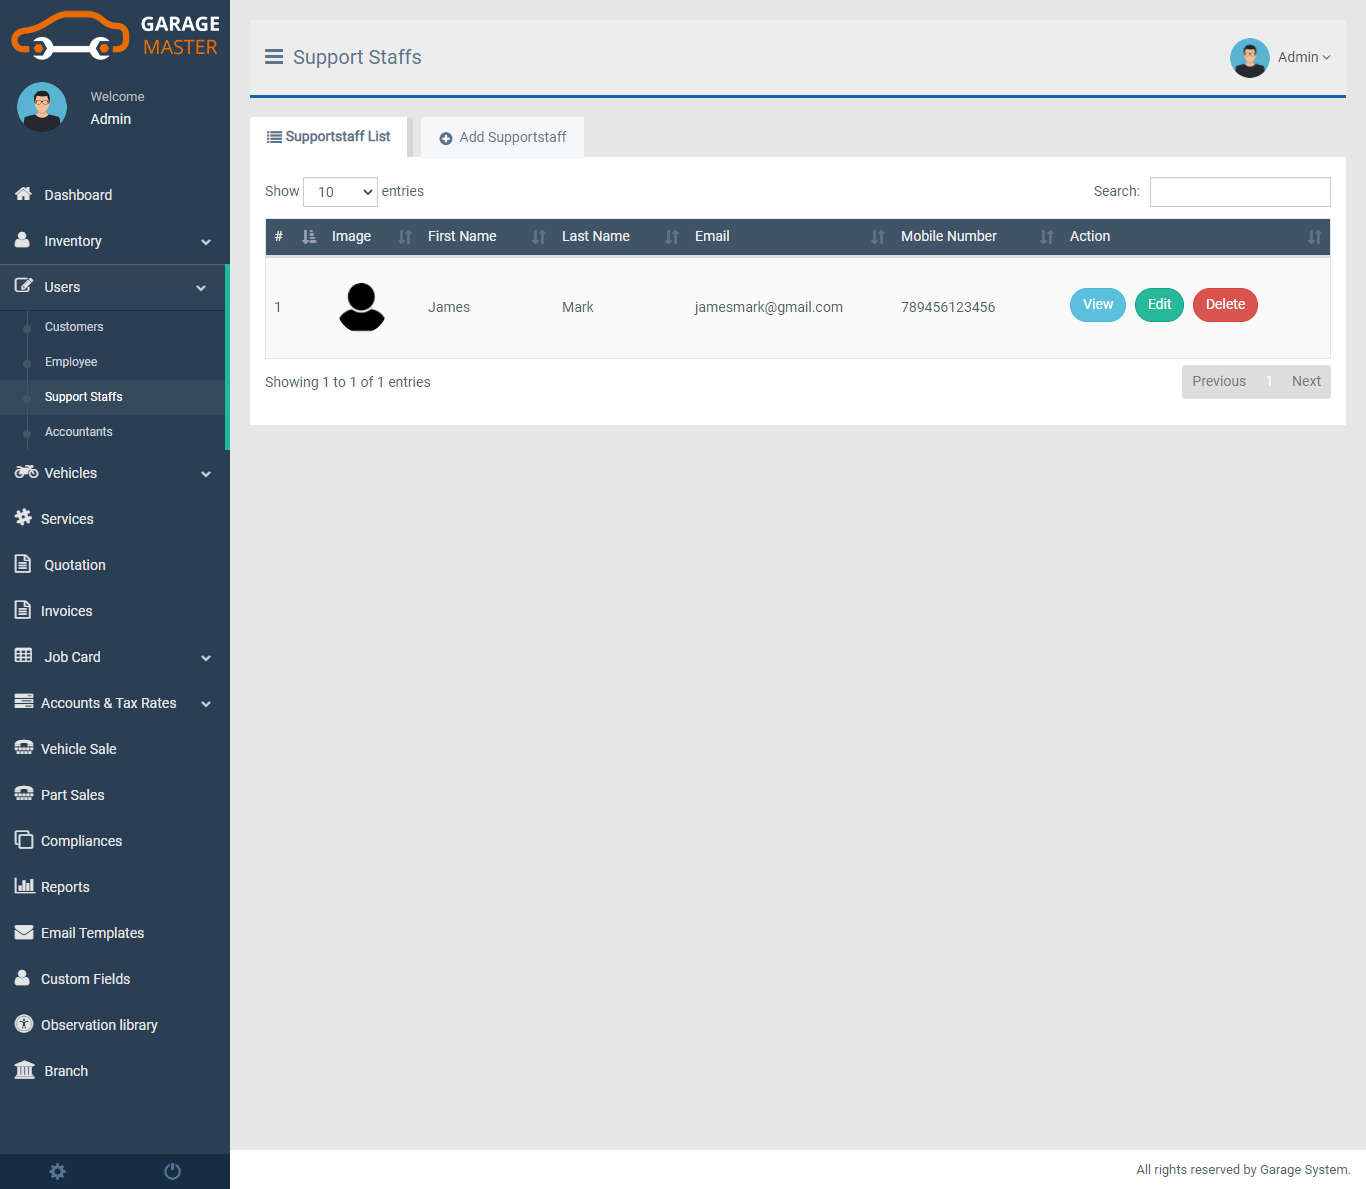 GARAGE
MASTER
Welcome
Admin
Dashboard
Inventory
Users
Customers
Employee
Support Staffs
Accountants
Vehicles
Services
Quotation
Invoices
Job Card
Accounts & Tax Rates
Vehicle Sale
Part Sales
Compliances
Reports
Email Templates
Custom Fields
Observation library
Branch
Support Staffs
Admin
Supportstaff List
Add Supportstaff
Show 10 entries
Search:
# Image First Name Last Name Email Mobile Number Action
1 James Mark jamesmark@gmail.com 789456123456 View Edit Delete
Showing 1 to 1 of 1 entries
Previous 1 Next
All rights reserved by Garage System.